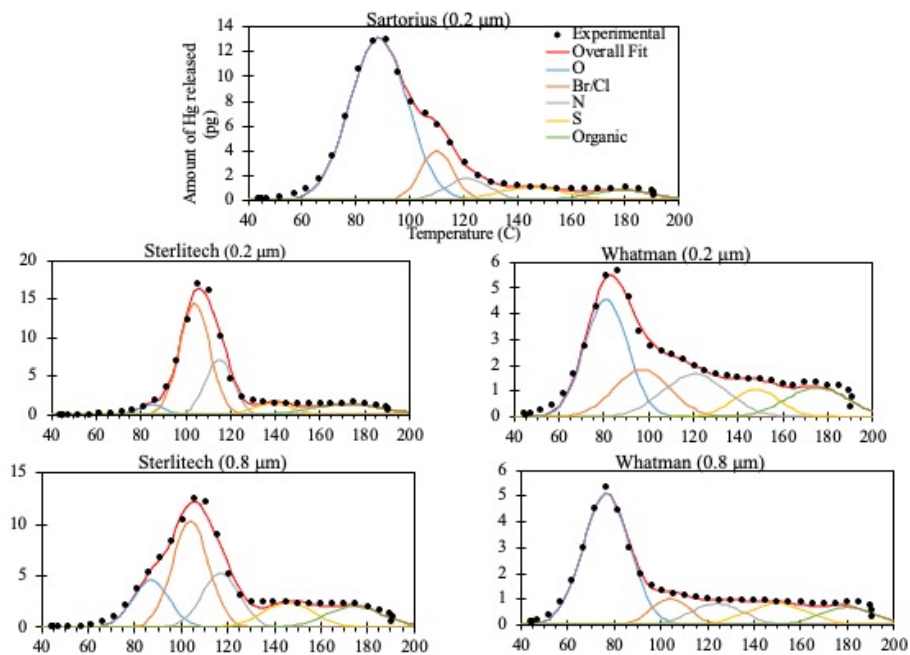 Sartorius (0.2 µm)
14
12
10
8
6
4
2
0
Amount of Hg released
(pg)
Experimental
Overall Fit
O
Br/Cl
N
S
Organic
40 60 80 100 120 140 160 180 200
Temperature (C)
Sterlitech (0.2 µm)
20
15
10
5
0
40 60 80 100 120 140 160 180 200
Whatman (0.2 µm)
6
5
4
3
2
1
0
40 60 80 100 120 140 160 180 200
Sterlitech (0.8 µm)
15
10
5
0
40 60 80 100 120 140 160 180 200
Whatman (0.8 µm)
6
5
4
3
2
1
0
40 60 80 100 120 140 160 180 200